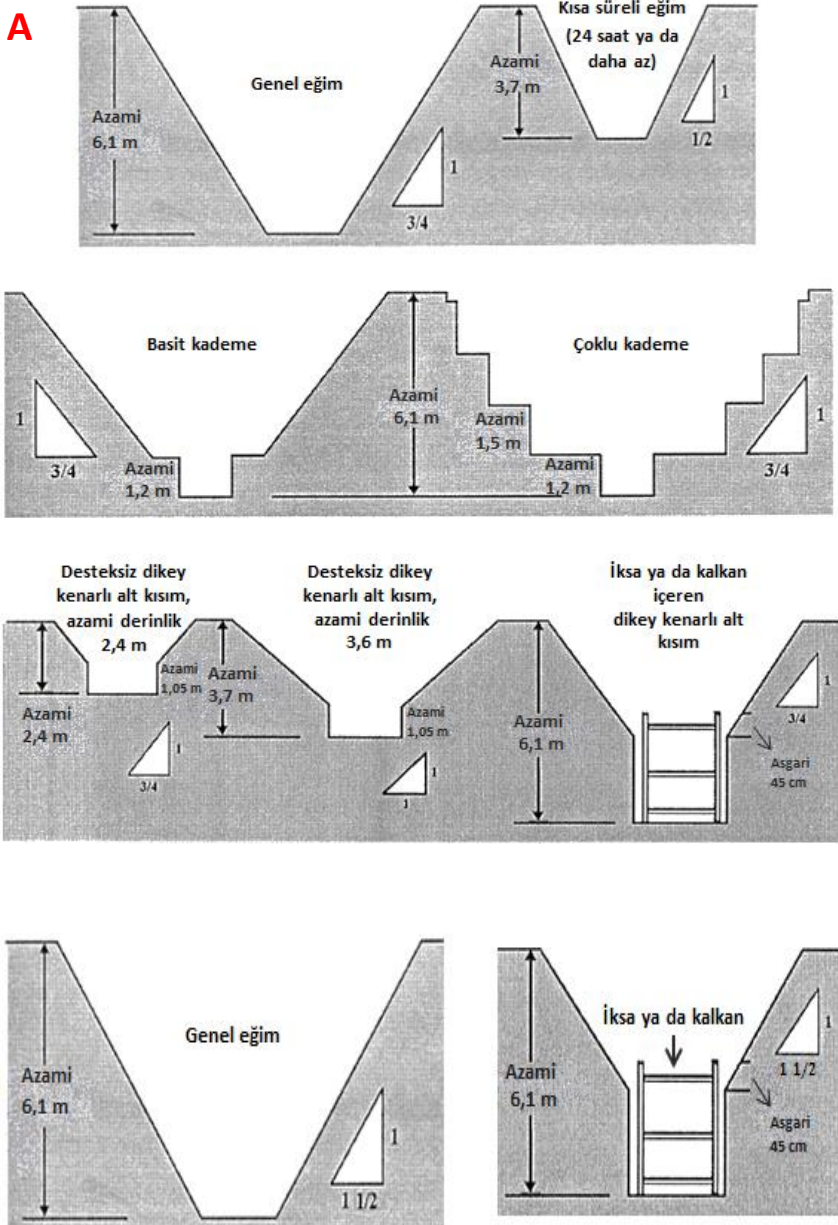 A
Kısa süreli eğim
(24 saat ya da
daha az)
Genel eğim
Azami
3,7 m
Azami
6,1 m
1
3/4
1
1/2
Basit kademe
Çoklu kademe
1
3/4
Azami
1,2 m
Azami
6,1 m
Azami
1,5 m
Azami
1,2 m
1
3/4
Desteksiz dikey
kenarlı alt kısım,
azami derinlik
2,4 m
Desteksiz dikey
kenarlı alt kısım,
azami derinlik
3,6 m
İksa ya da kalkan
içeren
dikey kenarlı alt
kısım
Azami
2,4 m
Azami
1,05 m
1
3/4
Azami
3,7 m
Azami
1,05 m
1
1
Azami
6,1 m
1
3/4
Asgari
45 cm
Genel eğim
Azami
6,1 m
1
1 1/2
İksa ya da kalkan
Azami
6,1 m
1
1 1/2
Asgari
45 cm